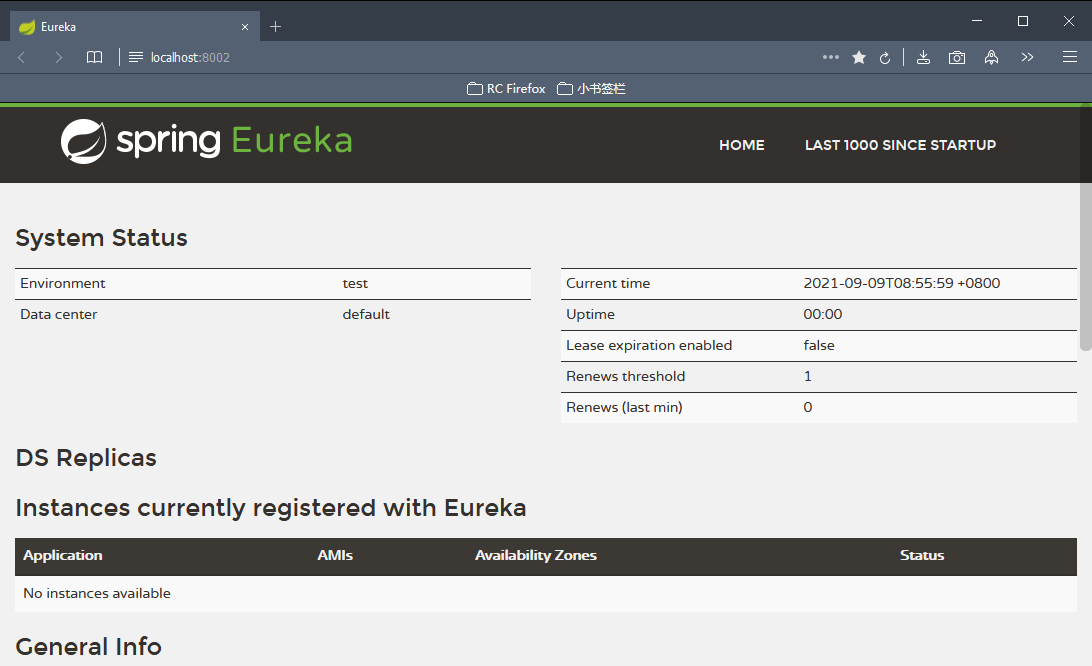 Eureka
localhost:8002
RC Firefox 小书签栏
spring Eureka
HOME LAST 1000 SINCE STARTUP
System Status
Environment test
Data center default
Current time 2021-09-09T08:55:59 +0800
Uptime 00:00
Lease expiration enabled false
Renews threshold 1
Renews (last min) 0
DS Replicas
Instances currently registered with Eureka
Application AMIs Availability Zones Status
No instances available
General Info